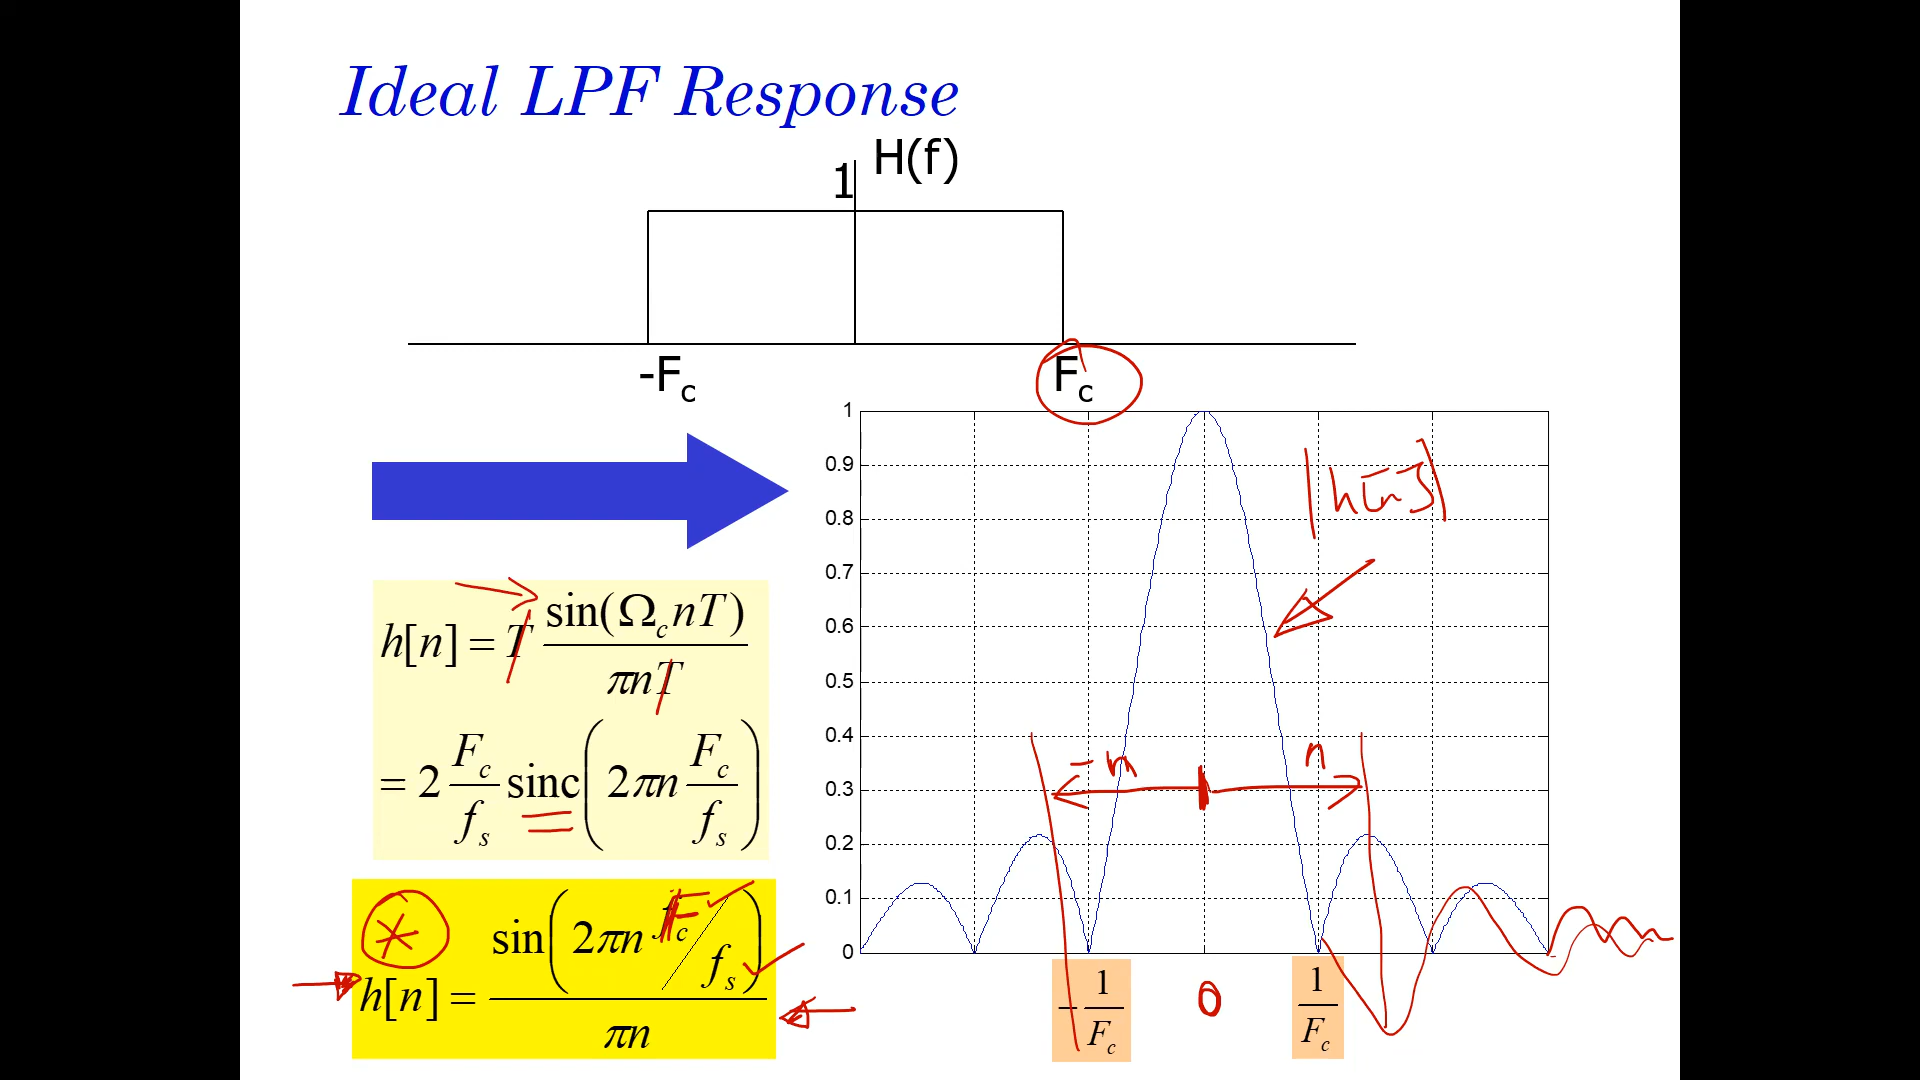 Ideal LPF Response
H(f)
1
-Fc
Fc
1
0.9
0.8
0.7
0.6
0.5
0.4
0.3
0.2
0.1
0
|h[n]|
h[n] = T sin(Ωc nT) / πnT
= 2 Fc/fs sinc(2πn Fc/fs)
*
h[n] = sin(2πn Fc/fs) / πn
n
-1/Fc
0
1/Fc